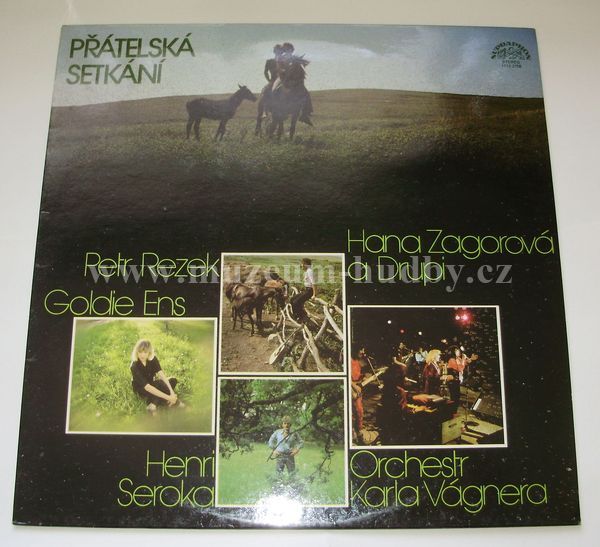 PŘÁTELSKÁ
SETKÁNÍ
SUPRAPHON
STEREO
Hana Zagorová
a Drupi
Petr Rezek
www.muzeum-hudby.cz
Goldie Ens
Henri
Seroka
Orchestr
Karla Vágnera